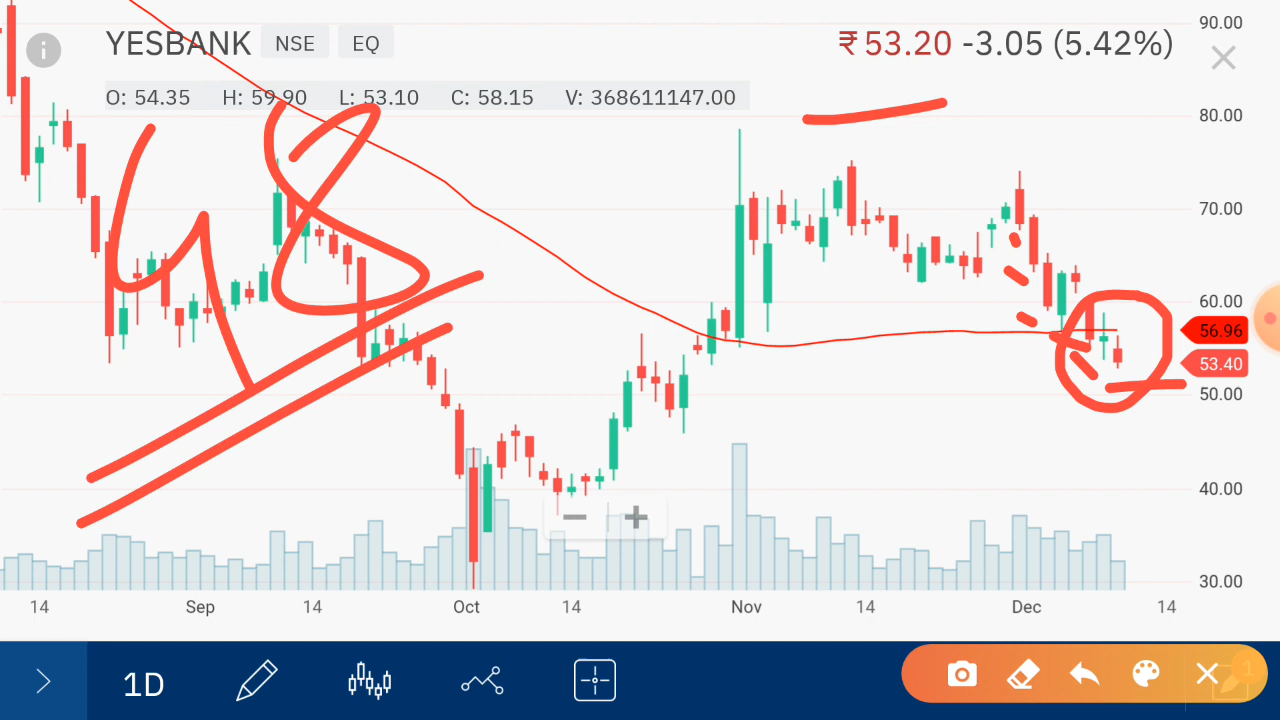 YESBANK NSE EQ
₹ 53.20 -3.05 (5.42%)
O: 54.35 H: 59.90 L: 53.10 C: 58.15 V: 368611147.00
90.00
80.00
70.00
60.00
56.96
53.40
50.00
40.00
30.00
14 Sep 14 Oct 14 Nov 14 Dec 14
1D
1